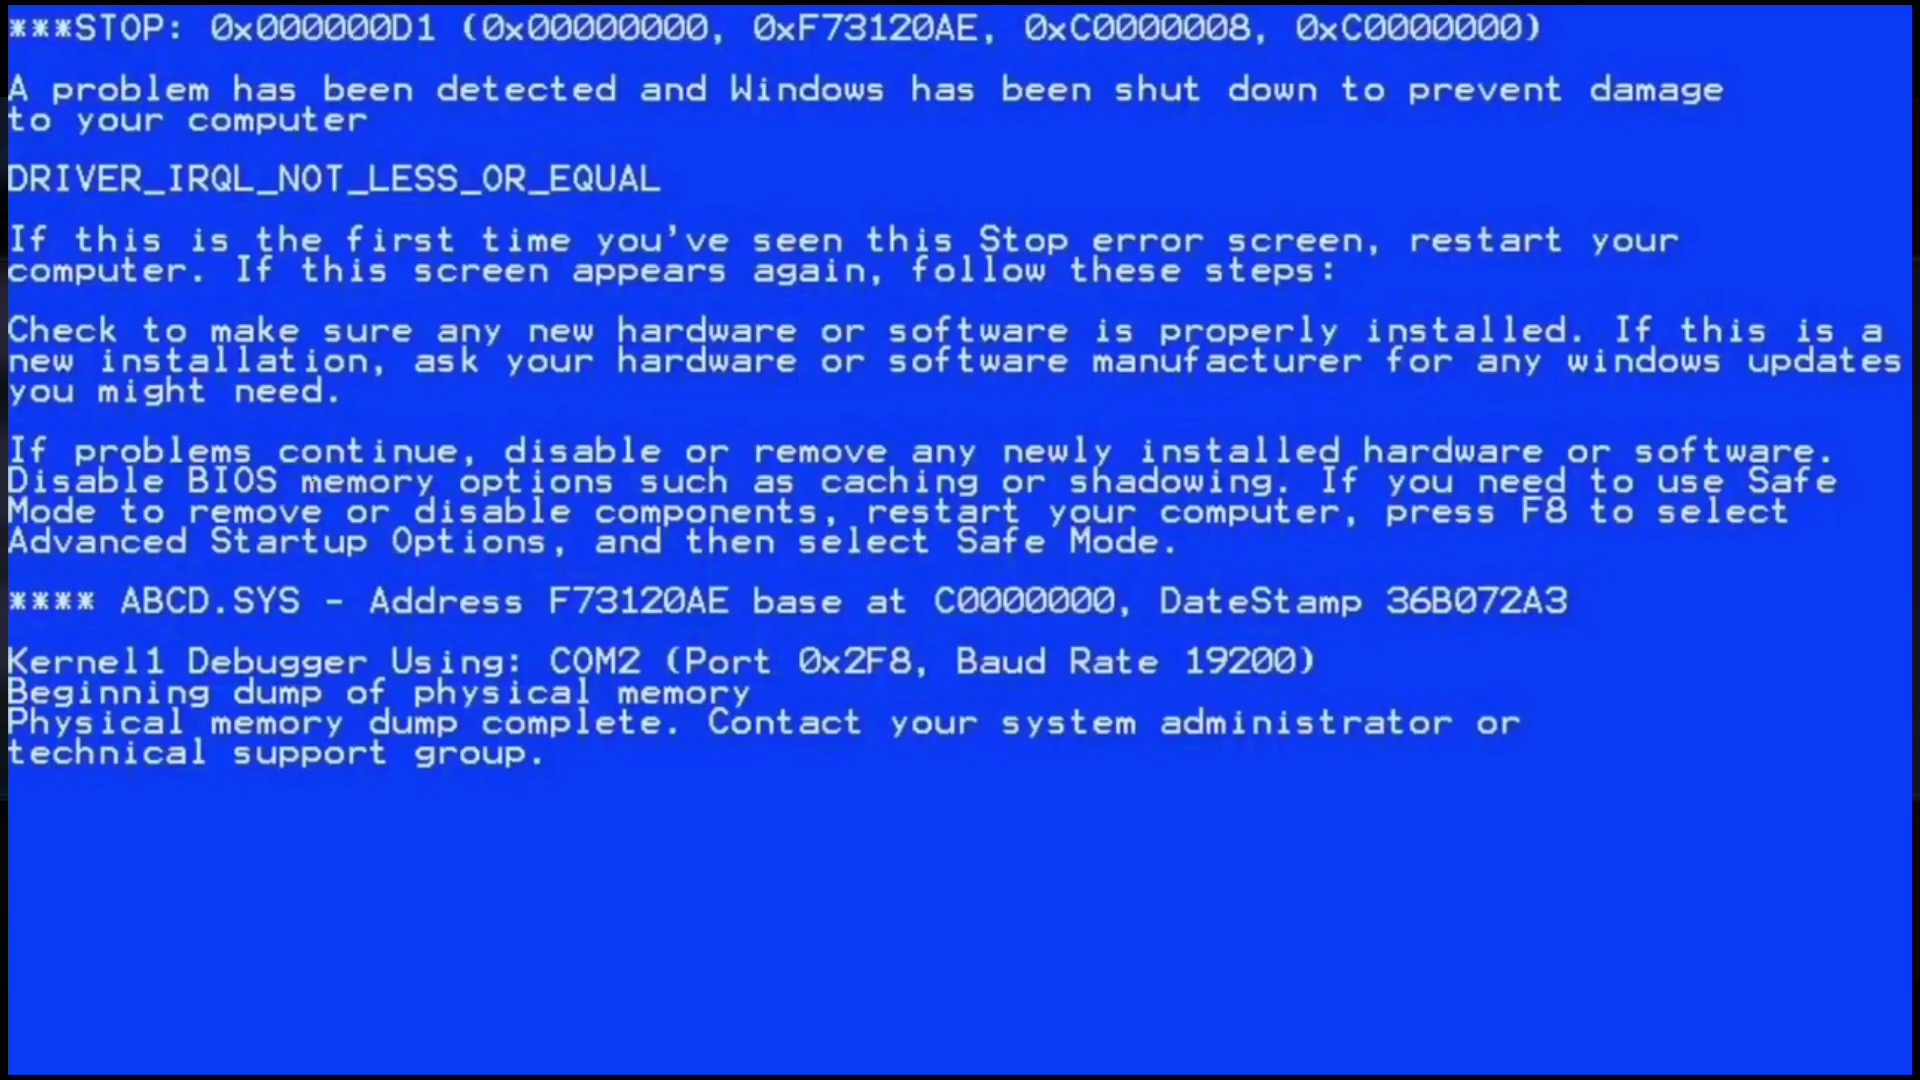 ***STOP: 0x000000D1 (0x00000000, 0xF73120AE, 0xC0000008, 0xC0000000)
A problem has been detected and Windows has been shut down to prevent damage
to your computer
DRIVER_IRQL_NOT_LESS_OR_EQUAL
If this is the first time you've seen this Stop error screen, restart your
computer. If this screen appears again, follow these steps:
Check to make sure any new hardware or software is properly installed. If this is a
new installation, ask your hardware or software manufacturer for any windows updates
you might need.
If problems continue, disable or remove any newly installed hardware or software.
Disable BIOS memory options such as caching or shadowing. If you need to use Safe
Mode to remove or disable components, restart your computer, press F8 to select
Advanced Startup Options, and then select Safe Mode.
**** ABCD.SYS - Address F73120AE base at C0000000, DateStamp 36B072A3
Kernel1 Debugger Using: COM2 (Port 0x2F8, Baud Rate 19200)
Beginning dump of physical memory
Physical memory dump complete. Contact your system administrator or
technical support group.